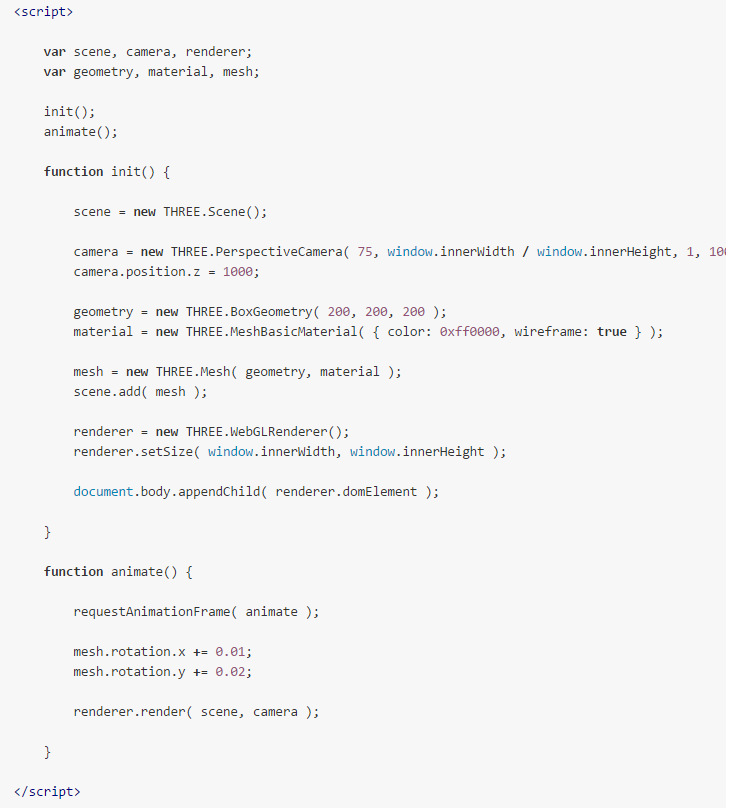 <script>
var scene, camera, renderer;
var geometry, material, mesh;
init();
animate();
function init() {
scene = new THREE.Scene();
camera = new THREE.PerspectiveCamera( 75, window.innerWidth / window.innerHeight, 1,
camera.position.z = 1000;
geometry = new THREE.BoxGeometry( 200, 200, 200 );
material = new THREE.MeshBasicMaterial( { color: 0xff0000, wireframe: true } );
mesh = new THREE.Mesh( geometry, material );
scene.add( mesh );
renderer = new THREE.WebGLRenderer();
renderer.setSize( window.innerWidth, window.innerHeight );
document.body.appendChild( renderer.domElement );
}
function animate() {
requestAnimationFrame( animate );
mesh.rotation.x += 0.01;
mesh.rotation.y += 0.02;
renderer.render( scene, camera );
}
</script>